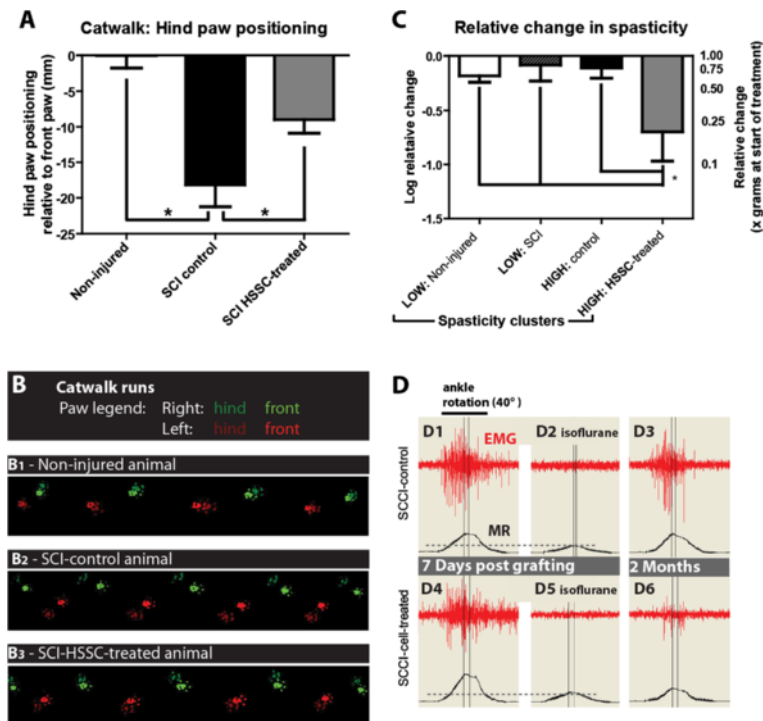 A
Catwalk: Hind paw positioning
Hind paw positioning
relative to front paw (mm)
0
-5
-10
-15
-20
-25
*
*
Non-injured
SCI control
SCI HSSC-treated
C
Relative change in spasticity
Log relataive change
0.0
-0.5
-1.0
-1.5
1.00
0.75
0.50
0.25
0.1
Relative change
(x grams at start of treatment)
*
LOW: Non-injured
LOW: SCI
HIGH: control
HIGH: HSSC-treated
Spasticity clusters
B
Catwalk runs
Paw legend: Right: hind front
Left: hind front
B1 - Non-injured animal
B2 - SCI-control animal
B3 - SCI-HSSC-treated animal
D
ankle
rotation (40°)
D1
EMG
D2 isoflurane
D3
SCCI-control
MR
7 Days post grafting
2 Months
D4
D5 isoflurane
D6
SCCI-cell-treated